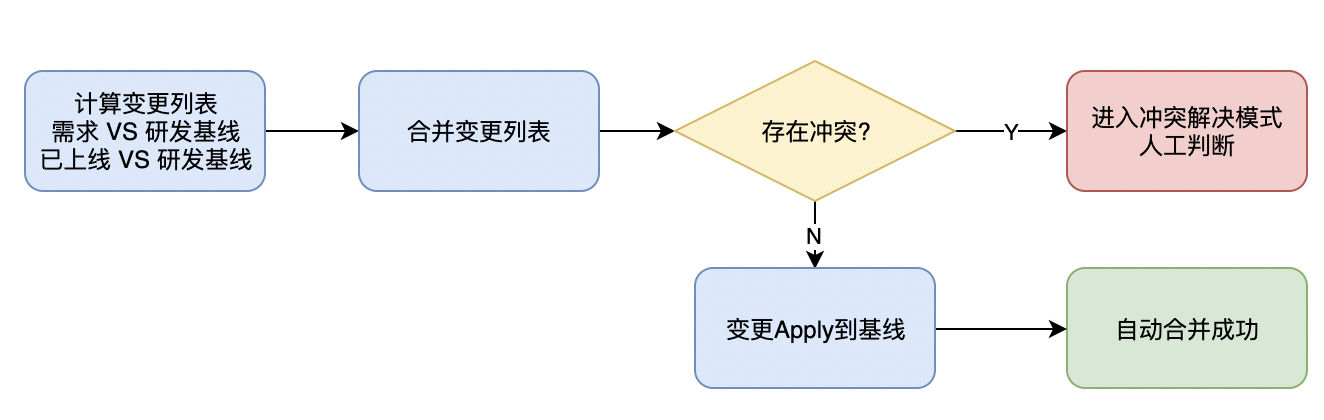 计算变更列表
需求 VS 研发基线
已上线 VS 研发基线
合并变更列表
存在冲突?
Y
进入冲突解决模式
人工判断
N
变更Apply到基线
自动合并成功